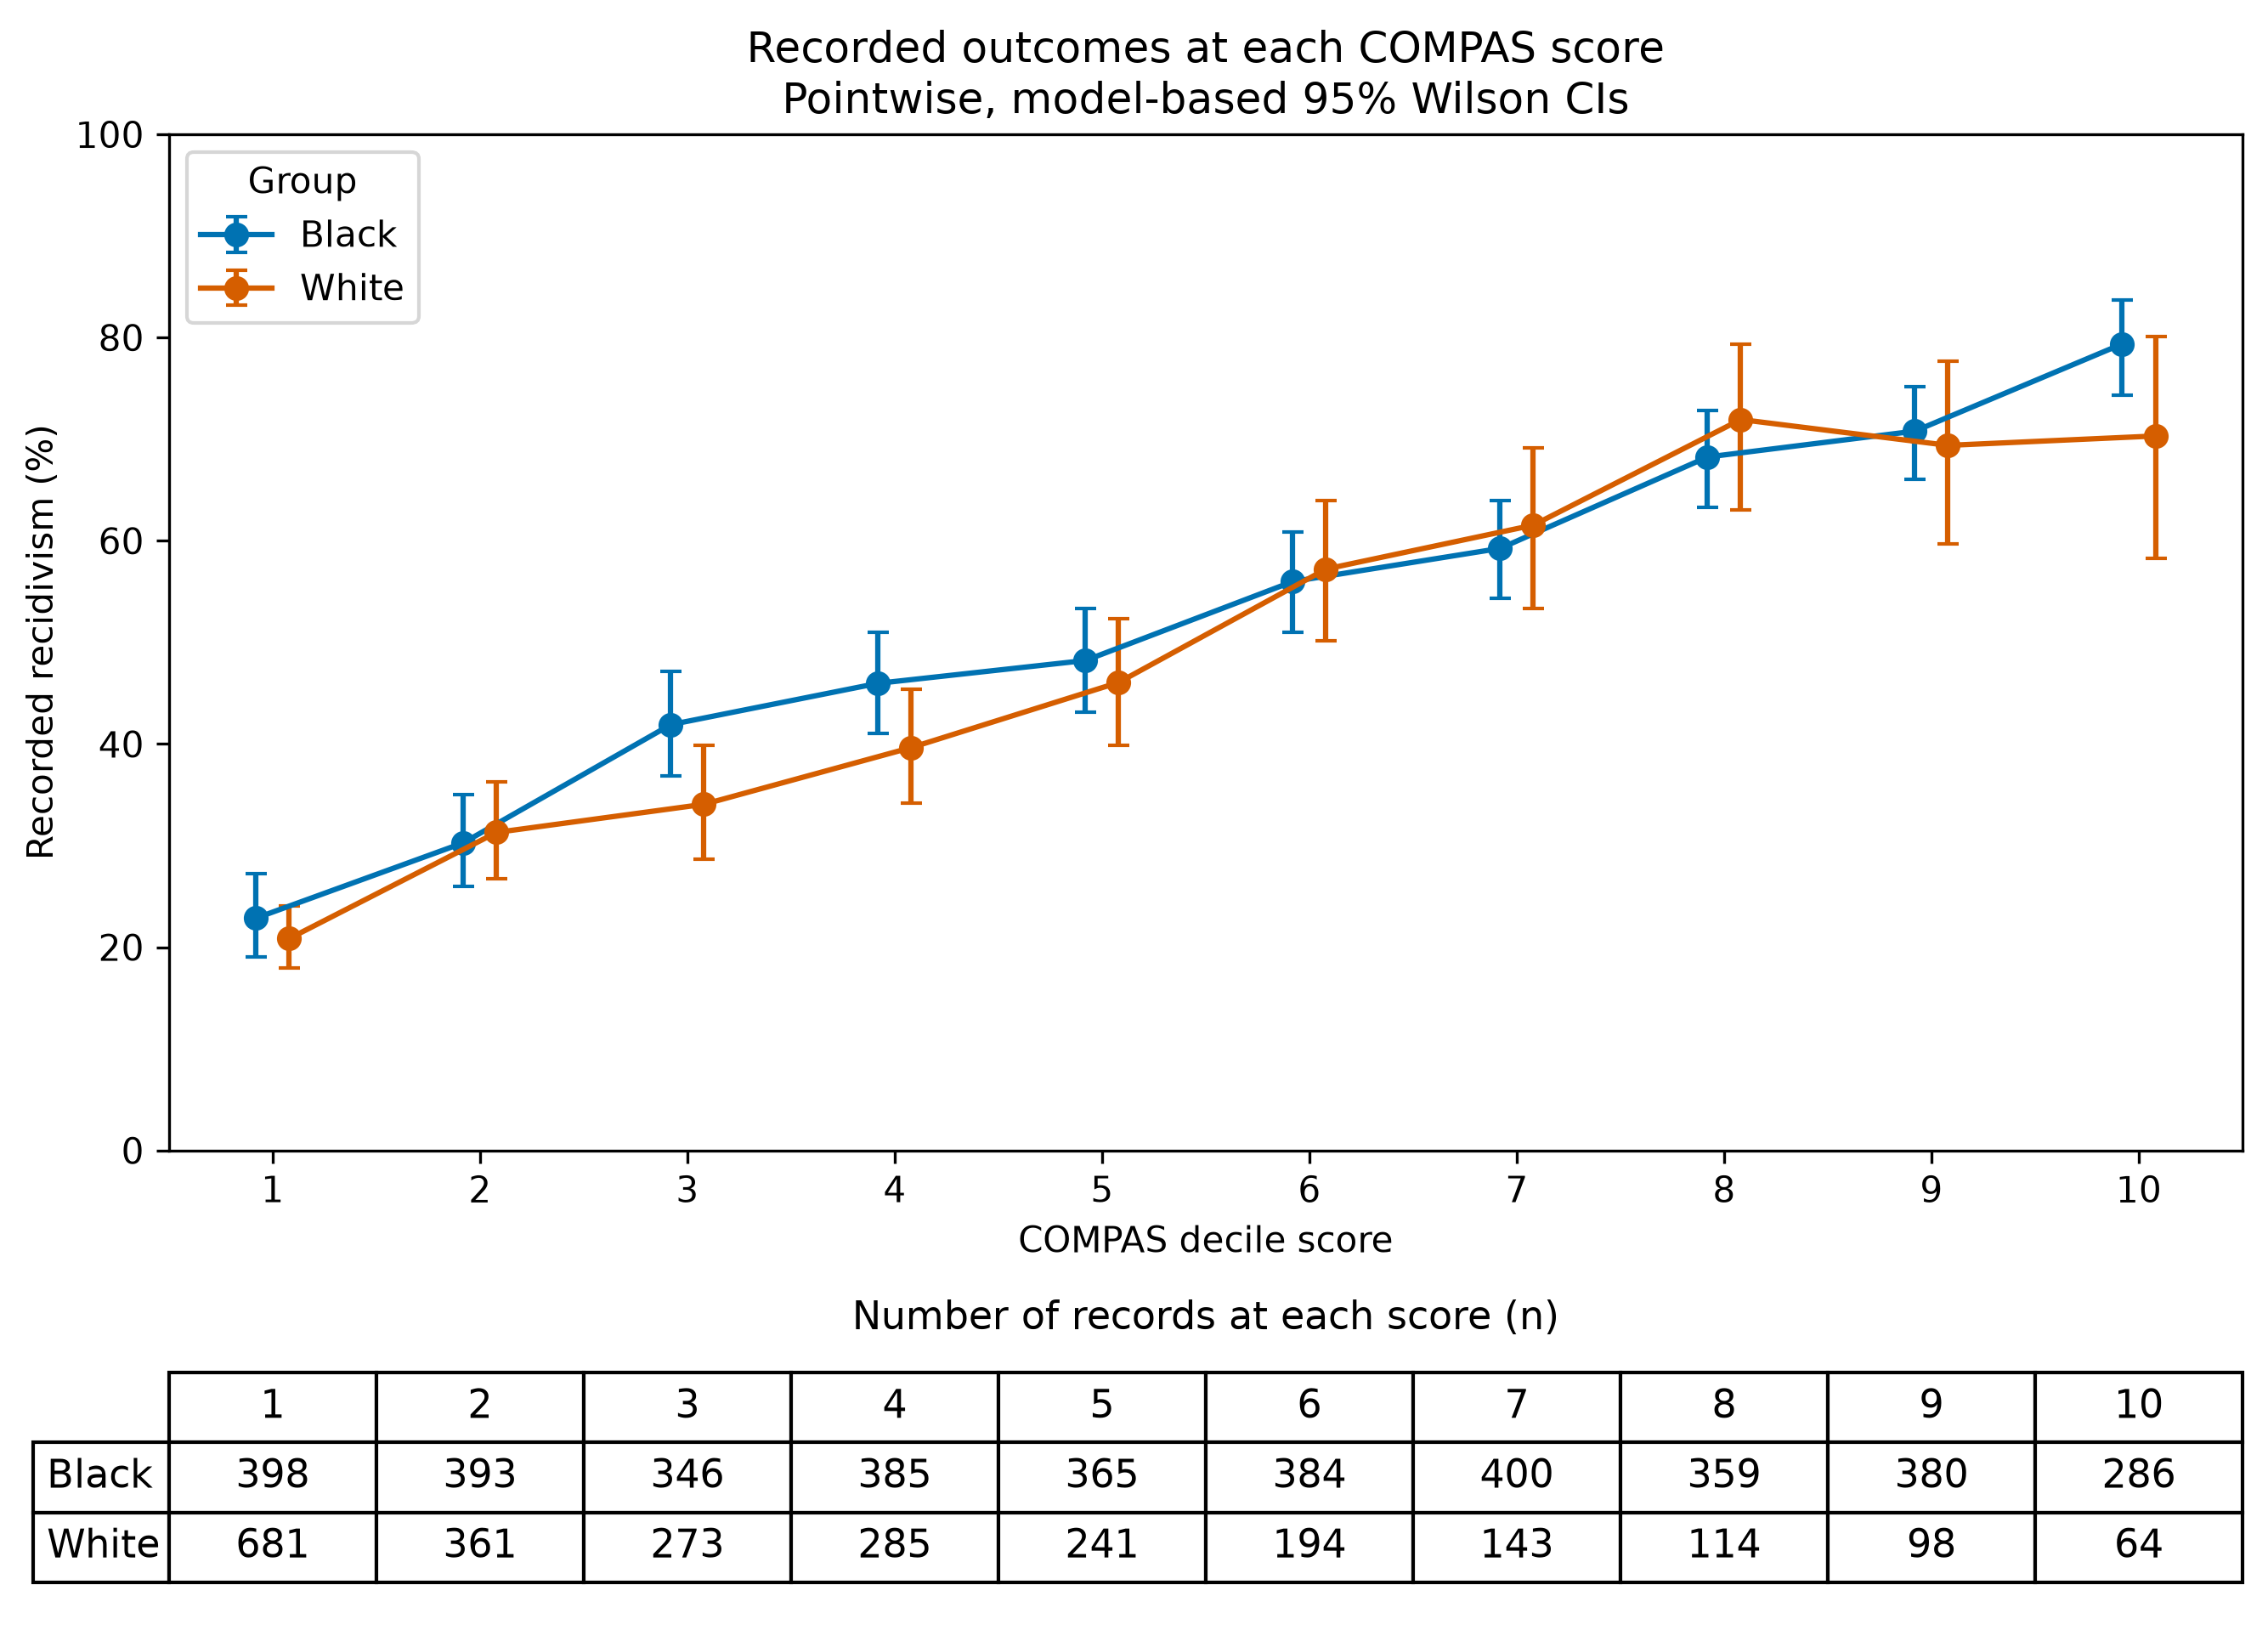 Recorded outcomes at each COMPAS score
Pointwise, model-based 95% Wilson CIs
Group
Black
White
Recorded recidivism (%)
100
80
60
40
20
0
1 2 3 4 5 6 7 8 9 10
COMPAS decile score
Number of records at each score (n)
1 2 3 4 5 6 7 8 9 10
Black 398 393 346 385 365 384 400 359 380 286
White 681 361 273 285 241 194 143 114 98 64